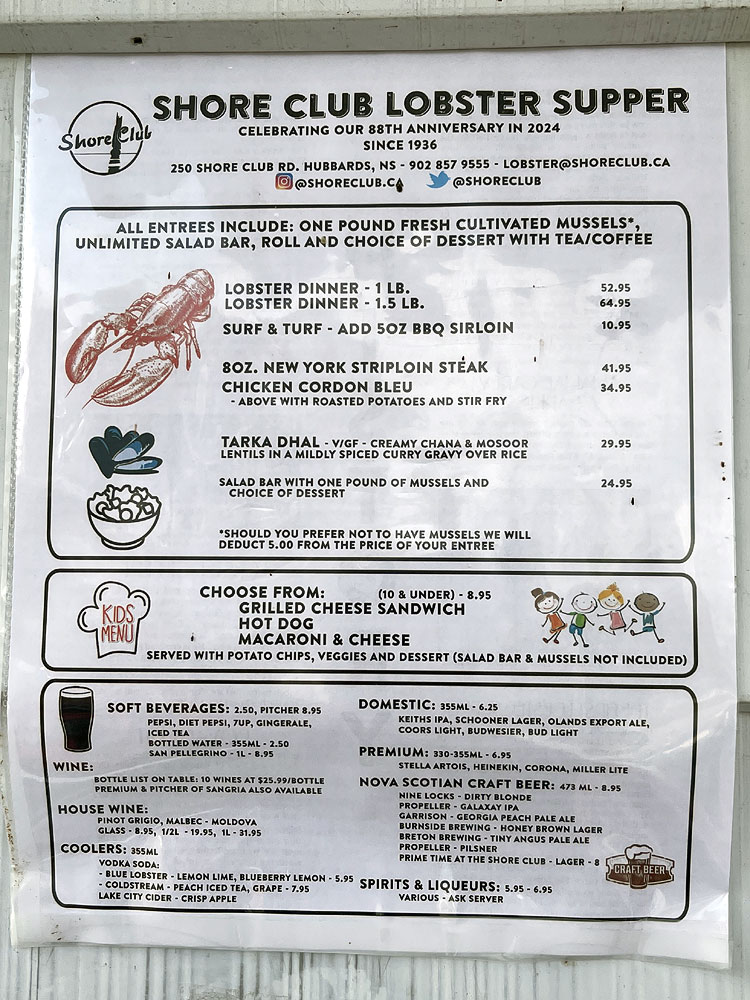 Shore Club
SHORE CLUB LOBSTER SUPPER
CELEBRATING OUR 88TH ANNIVERSARY IN 2024
SINCE 1936
250 SHORE CLUB RD. HUBBARDS, NS - 902 857 9555 - LOBSTER@SHORECLUB.CA
@SHORECLUB.CA @SHORECLUB
ALL ENTREES INCLUDE: ONE POUND FRESH CULTIVATED MUSSELS*,
UNLIMITED SALAD BAR, ROLL AND CHOICE OF DESSERT WITH TEA/COFFEE
LOBSTER DINNER - 1 LB. 52.95
LOBSTER DINNER - 1.5 LB. 64.95
SURF & TURF - ADD 5OZ BBQ SIRLOIN 10.95
8OZ. NEW YORK STRIPLOIN STEAK 41.95
CHICKEN CORDON BLEU 34.95
- ABOVE WITH ROASTED POTATOES AND STIR FRY
TARKA DHAL - V/GF - CREAMY CHANA & MOSOOR 29.95
LENTILS IN A MILDLY SPICED CURRY GRAVY OVER RICE
SALAD BAR WITH ONE POUND OF MUSSELS AND 24.95
CHOICE OF DESSERT
*SHOULD YOU PREFER NOT TO HAVE MUSSELS WE WILL
DEDUCT 5.00 FROM THE PRICE OF YOUR ENTREE
KIDS
MENU
CHOOSE FROM: (10 & UNDER) - 8.95
GRILLED CHEESE SANDWICH
HOT DOG
MACARONI & CHEESE
SERVED WITH POTATO CHIPS, VEGGIES AND DESSERT (SALAD BAR & MUSSELS NOT INCLUDED)
SOFT BEVERAGES: 2.50, PITCHER 8.95
PEPSI, DIET PEPSI, 7UP, GINGERALE,
ICED TEA
BOTTLED WATER - 355ML - 2.50
SAN PELLEGRINO - 1L - 8.95
WINE:
BOTTLE LIST ON TABLE: 10 WINES AT $25.99/BOTTLE
PREMIUM & PITCHER OF SANGRIA ALSO AVAILABLE
HOUSE WINE:
PINOT GRIGIO, MALBEC - MOLDOVA
GLASS - 8.95, 1/2L - 19.95, 1L - 31.95
COOLERS: 355ML
VODKA SODA:
- BLUE LOBSTER - LEMON LIME, BLUEBERRY LEMON - 5.95
- COLDSTREAM - PEACH ICED TEA, GRAPE - 7.95
LAKE CITY CIDER - CRISP APPLE
DOMESTIC: 355ML - 6.25
KEITHS IPA, SCHOONER LAGER, OLANDS EXPORT ALE,
COORS LIGHT, BUDWESIER, BUD LIGHT
PREMIUM: 330-355ML - 6.95
STELLA ARTOIS, HEINEKIN, CORONA, MILLER LITE
NOVA SCOTIAN CRAFT BEER: 473 ML - 8.95
NINE LOCKS - DIRTY BLONDE
PROPELLER - GALAXAY IPA
GARRISON - GEORGIA PEACH PALE ALE
BURNSIDE BREWING - HONEY BROWN LAGER
BRETON BREWING - TINY ANGUS PALE ALE
PROPELLER - PILSNER
PRIME TIME AT THE SHORE CLUB - LAGER - 8
CRAFT BEER
SPIRITS & LIQUEURS: 5.95 - 6.95
VARIOUS - ASK SERVER